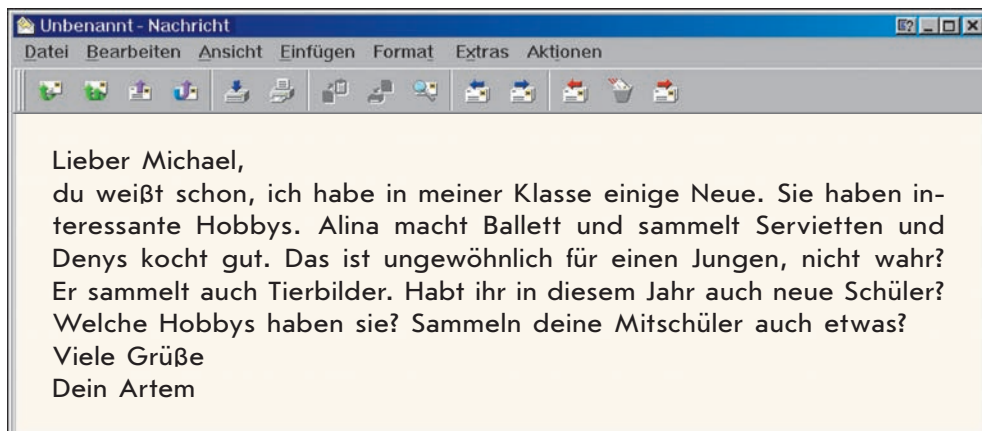 Unbenannt - Nachricht
Datei Bearbeiten Ansicht Einfügen Format Extras Aktionen
Lieber Michael,
du weißt schon, ich habe in meiner Klasse einige Neue. Sie haben in-
teressante Hobbys. Alina macht Ballett und sammelt Servietten und
Denys kocht gut. Das ist ungewöhnlich für einen Jungen, nicht wahr?
Er sammelt auch Tierbilder. Habt ihr in diesem Jahr auch neue Schüler?
Welche Hobbys haben sie? Sammeln deine Mitschüler auch etwas?
Viele Grüße
Dein Artem